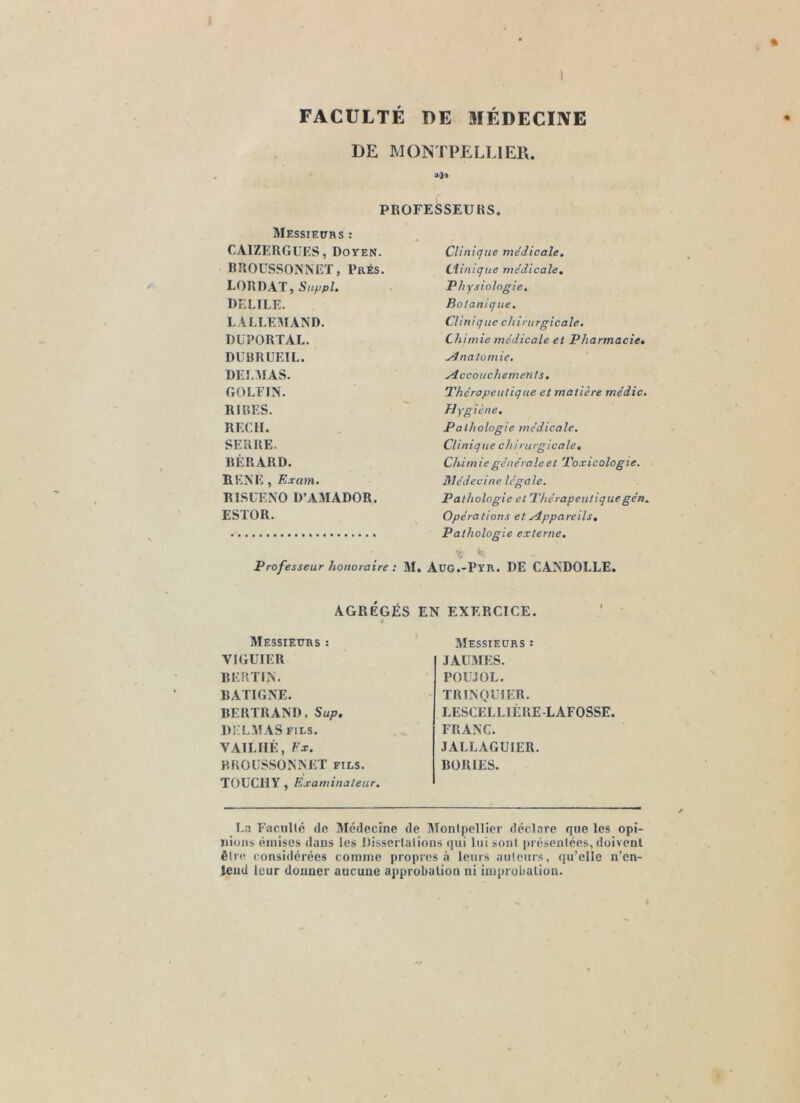 FACULTÉ DE MÉDECINE
DE MONTPELLIER.
PROFESSEURS.
MESSIEURS :
CAIZERGUES, DOYEN. Clinique médicale.
BROUSSONNET, PRÉS. Clinique médicale.
LORDAT, Suppl. Physiologie.
DELILE. Botanique.
LALLEMAND. Clinique chirurgicale.
DUPORTAL. Chimie médicale et Pharmacie.
DUBRUEIL. Anatomie.
DELMAS. Accouchements.
GOLFIN. Thérapeutique et matière médic.
RIBES. Hygiène.
RECH. Pathologie médicale.
SERRE. Clinique chirurgicale.
BÉRARD. Chimie générale et Toxicologie.
RENE, Exam. Médecine légale.
RISUENO D'AMADOR. Pathologie et Thérapeutique gén.
ESTOR. Opérations et Appareils.
..................... Pathologie externe.
Professeur honoraire : M. AUG.-PYR. DE CANDOLLE.
AGRÉGÉS EN EXERCICE.
MESSIEURS :
VIGUIER
BERTIN.
BATIGNE.
BERTRAND, Sup.
DELMAS FILS.
VAILHÉ, Ex.
BROUSSONNET FILS.
TOUCHY, Examinateur.
MESSIEURS :
JAUMES.
POUJOL.
TRINQUIER.
LESCELLIÈRE-LAFOSSE.
FRANC.
JALLAGUIER.
BORIES.
La Faculté de Médecine de Montpellier déclare que les opi-
nions émises dans les Dissertations qui lui sont présentées, doivent
être considérées comme propres à leurs auteurs, qu'elle n'en-
tend leur donner aucune approbation ni improbation.